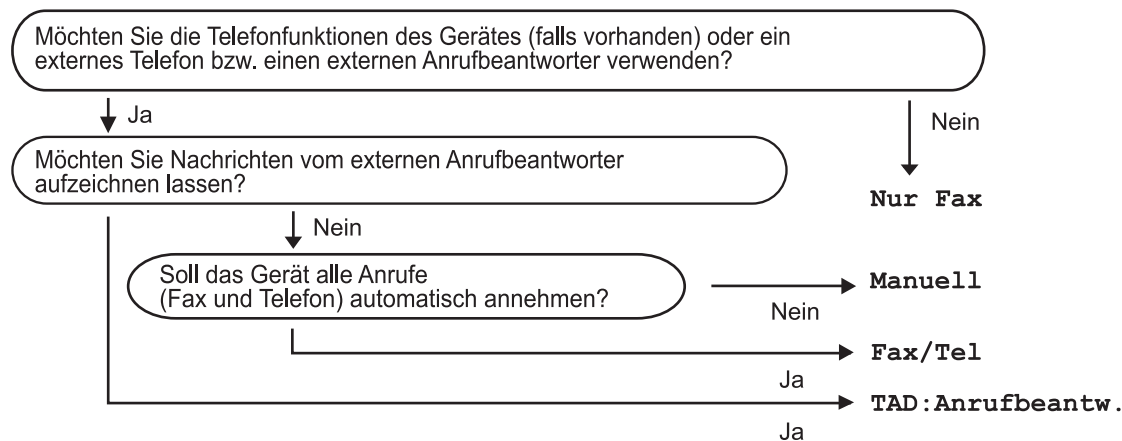 Möchten Sie die Telefonfunktionen des Gerätes (falls vorhanden) oder ein
externes Telefon bzw. einen externen Anrufbeantworter verwenden?
Ja
Nein
Möchten Sie Nachrichten vom externen Anrufbeantworter
aufzeichnen lassen?
Nur Fax
Nein
Soll das Gerät alle Anrufe
(Fax und Telefon) automatisch annehmen?
Manuell
Nein
Fax/Tel
Ja
TAD:Anrufbeantw.
Ja